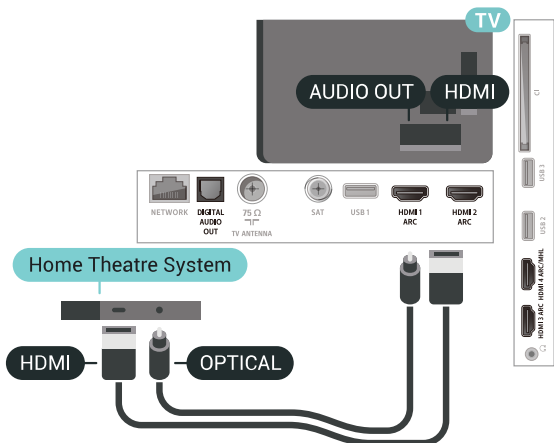 TV
AUDIO OUT
HDMI
CI
USB 3
USB 2
HDMI 4 ARC/MHL
HDMI 3 ARC
NETWORK
DIGITAL
AUDIO
OUT
75 Ω
TV ANTENNA
SAT
USB 1
HDMI 1
ARC
HDMI 2
ARC
Home Theatre System
HDMI
OPTICAL